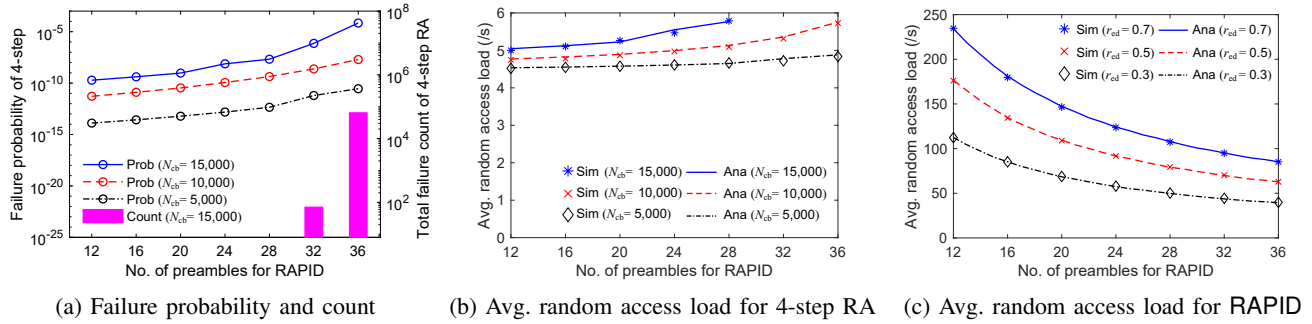 Failure probability of 4-step
10^-5
10^-10
10^-15
10^-20
10^-25
10^8
10^6
10^4
10^2
Total failure count of 4-step RA
Prob (N_cb= 15,000)
Prob (N_cb= 10,000)
Prob (N_cb= 5,000)
Count (N_cb= 15,000)
12 16 20 24 28 32 36
No. of preambles for RAPID
(a) Failure probability and count
Avg. random access load (/s)
6
5
4
3
2
1
0
Sim (N_cb= 15,000) Ana (N_cb= 15,000)
Sim (N_cb= 10,000) Ana (N_cb= 10,000)
Sim (N_cb= 5,000) Ana (N_cb= 5,000)
12 16 20 24 28 32 36
No. of preambles for RAPID
(b) Avg. random access load for 4-step RA
Avg. random access load (/s)
250
200
150
100
50
0
Sim (r_ed= 0.7) Ana (r_ed= 0.7)
Sim (r_ed= 0.5) Ana (r_ed= 0.5)
Sim (r_ed= 0.3) Ana (r_ed= 0.3)
12 16 20 24 28 32 36
No. of preambles for RAPID
(c) Avg. random access load for RAPID